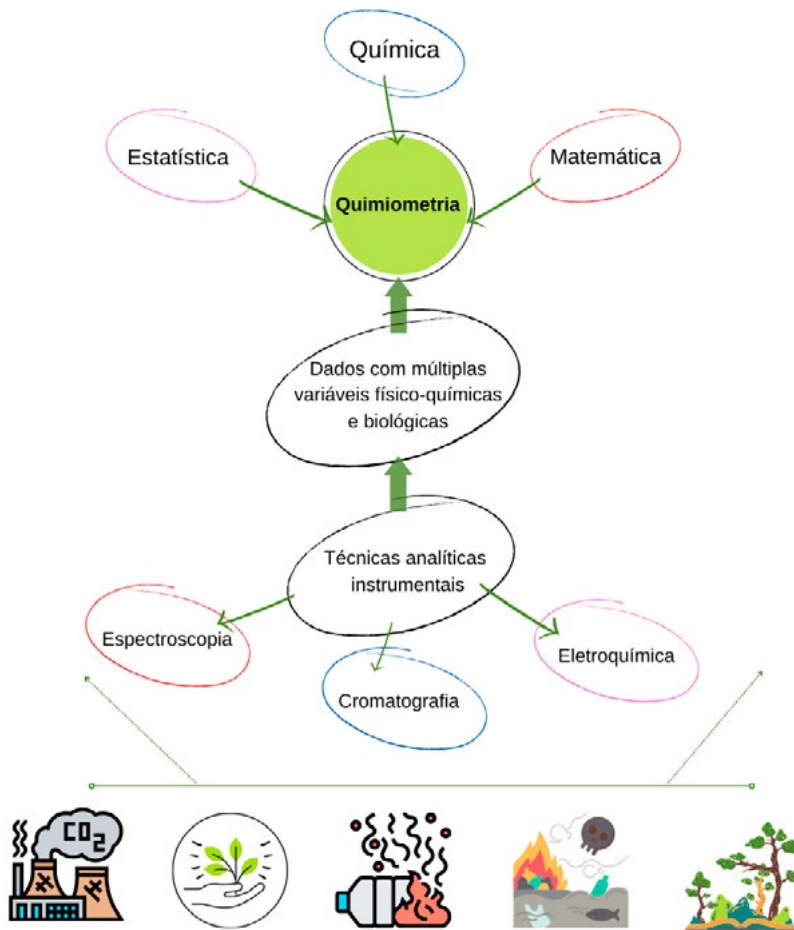 Química
Estatística
Matemática
Quimiometria
Dados com múltiplas
variáveis físico-químicas
e biológicas
Técnicas analíticas
instrumentais
Espectroscopia
Eletroquímica
Cromatografia
CO2